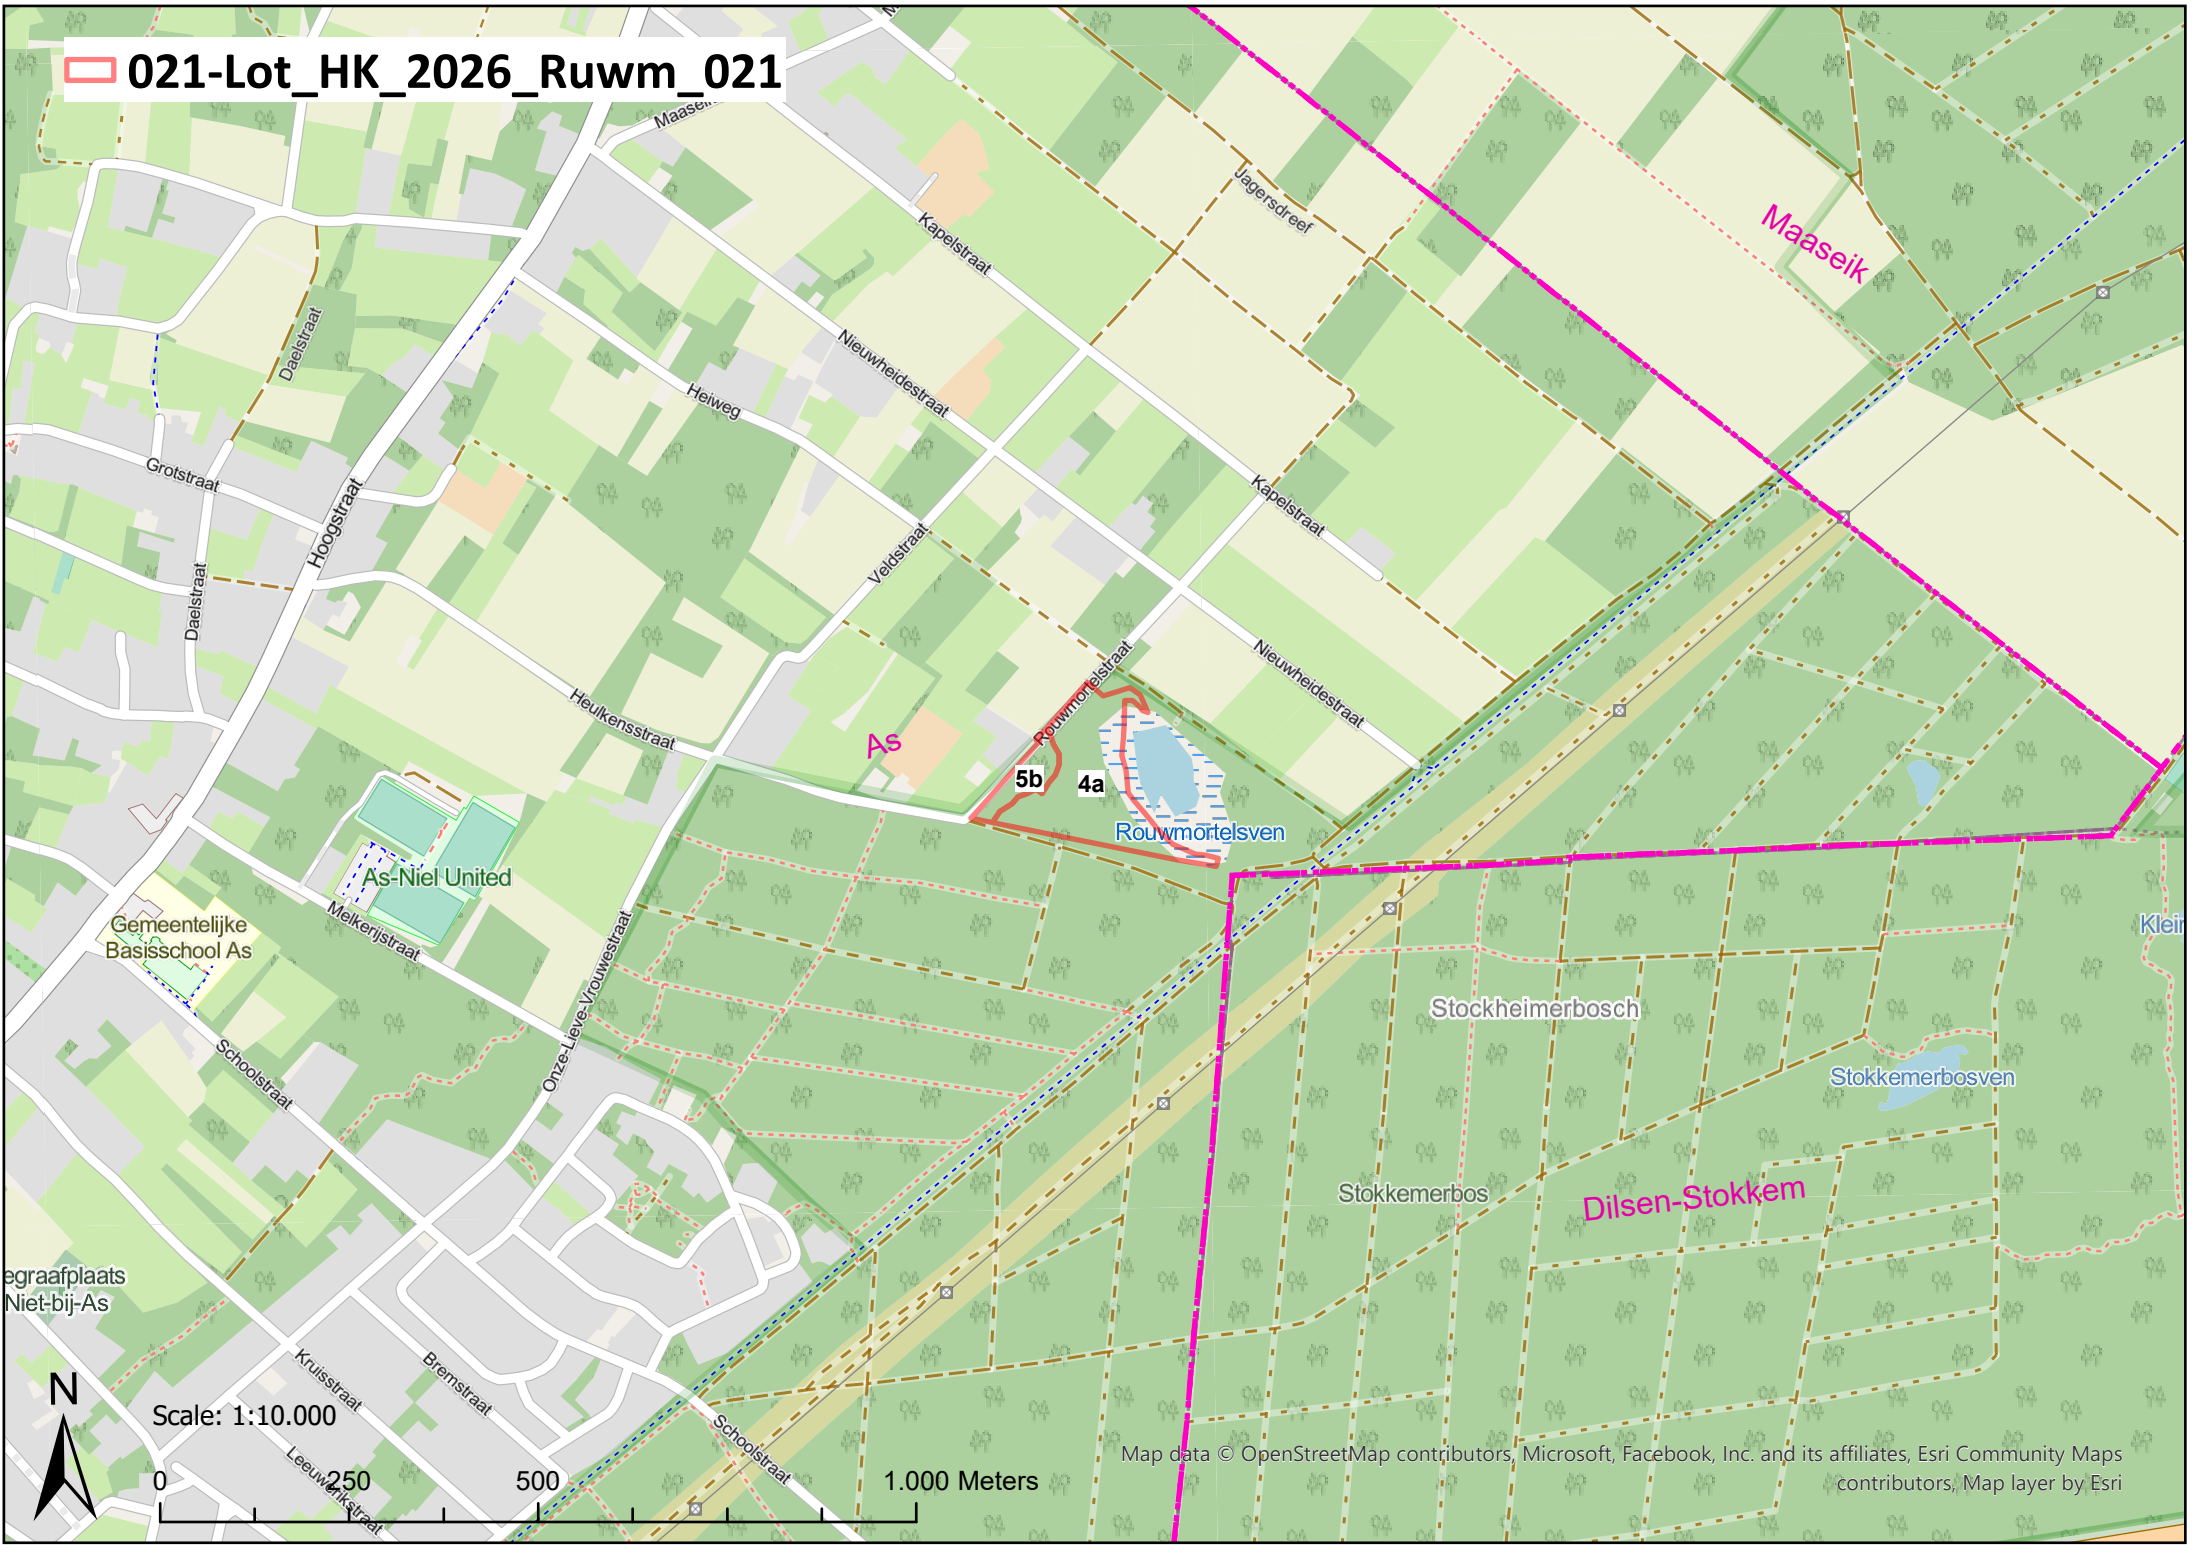 021-Lot_HK_2026_Ruwm_021
Jagersdreef
Maaseik
Kapelstraat
Daelstraat
Nieuwheidestraat
Heiweg
Grotstraat
Hoogstraat
Kapelstraat
Veldstraat
Daelstraat
Rouwmortelstraat
Nieuwheidestraat
Heulkensstraat
As
5b
4a
Rouwmortelsven
As-Niel United
Melkerijstraat
Gemeentelijke
Basisschool As
Onze-Lieve-Vrouwestraat
Stockheimerbosch
Schoolstraat
Stokkemerbosven
Stokkemerbos
Dilsen-Stokkem
egraafplaats
Niet-bij-As
Kruisstraat
Bremstraat
Leeuwerikstraat
Schoolstraat
N
Scale: 1:10.000
0 250 500 1.000 Meters
Map data © OpenStreetMap contributors, Microsoft, Facebook, Inc. and its affiliates, Esri Community Maps
contributors, Map layer by Esri